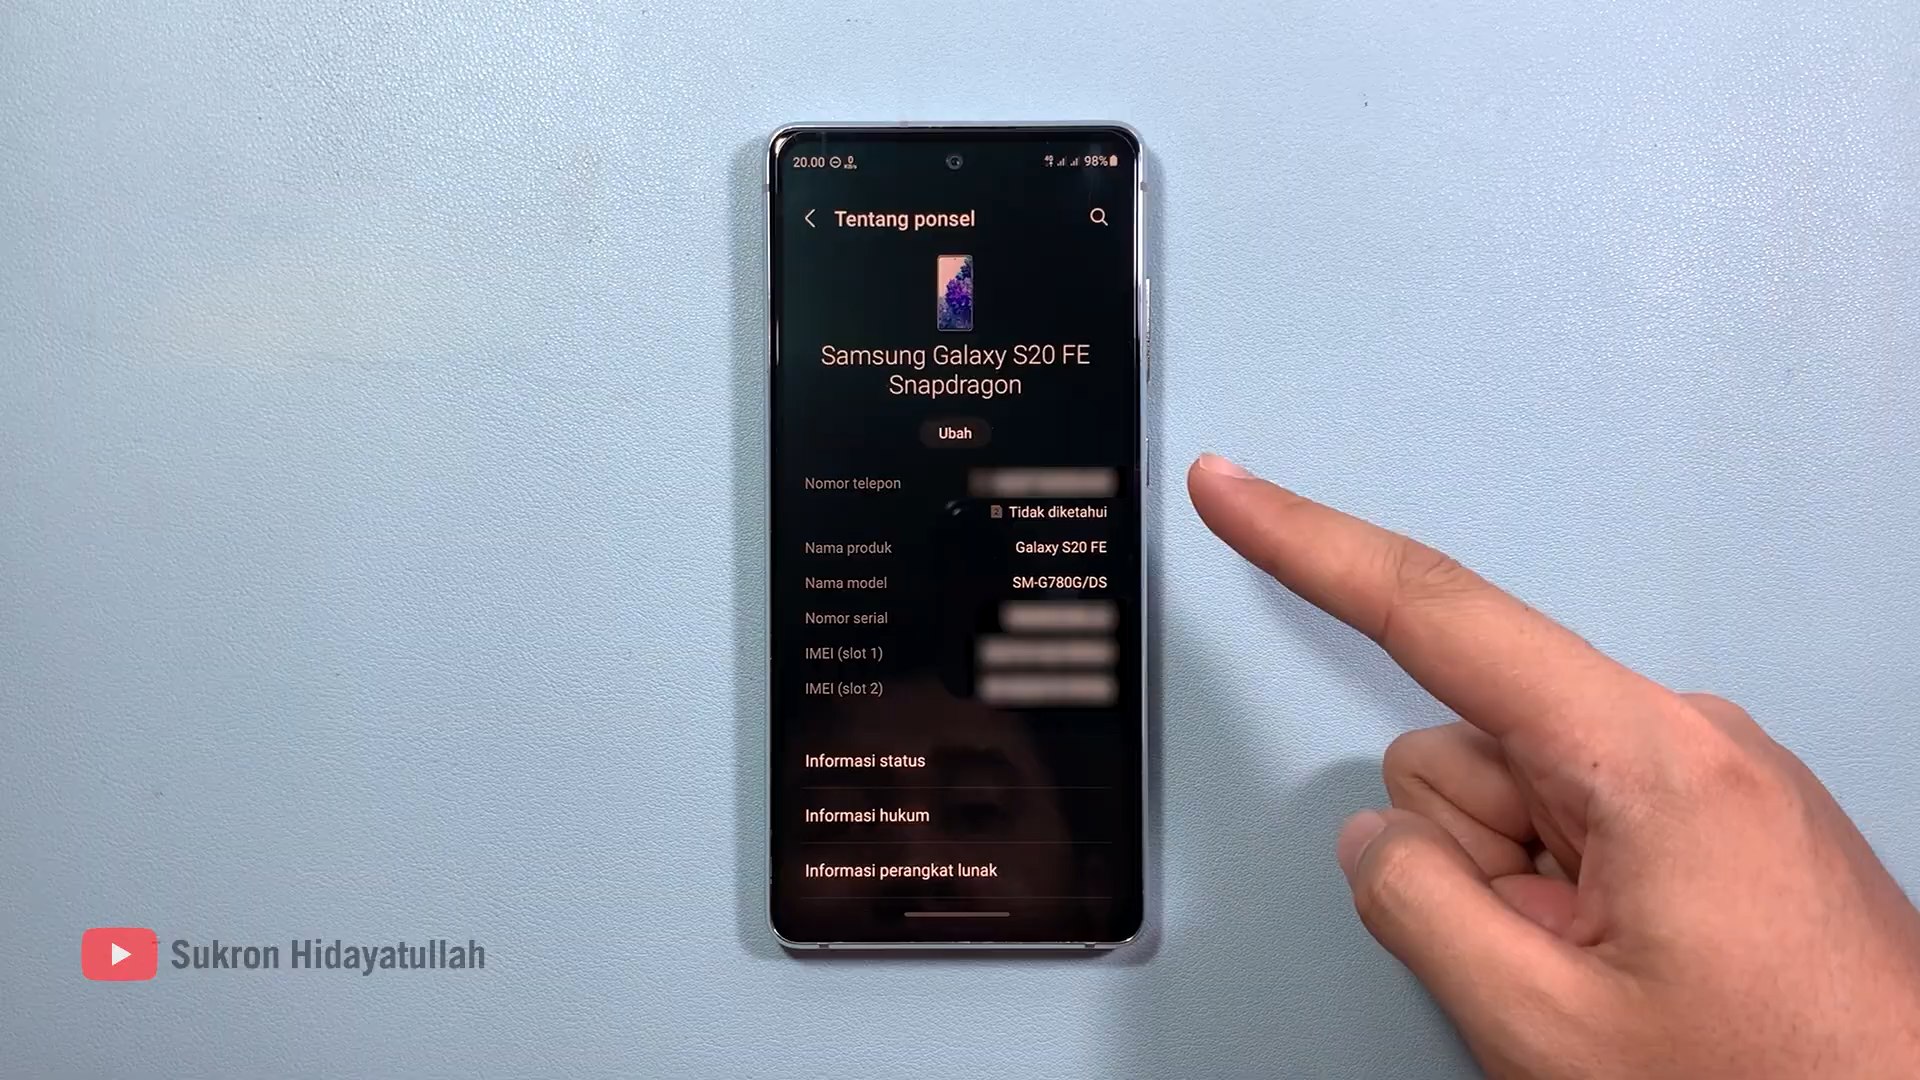 20.00
4G 98%
Tentang ponsel
Samsung Galaxy S20 FE
Snapdragon
Ubah
Nomor telepon
2 Tidak diketahui
Nama produk Galaxy S20 FE
Nama model SM-G780G/DS
Nomor serial
IMEI (slot 1)
IMEI (slot 2)
Informasi status
Informasi hukum
Informasi perangkat lunak
Sukron Hidayatullah